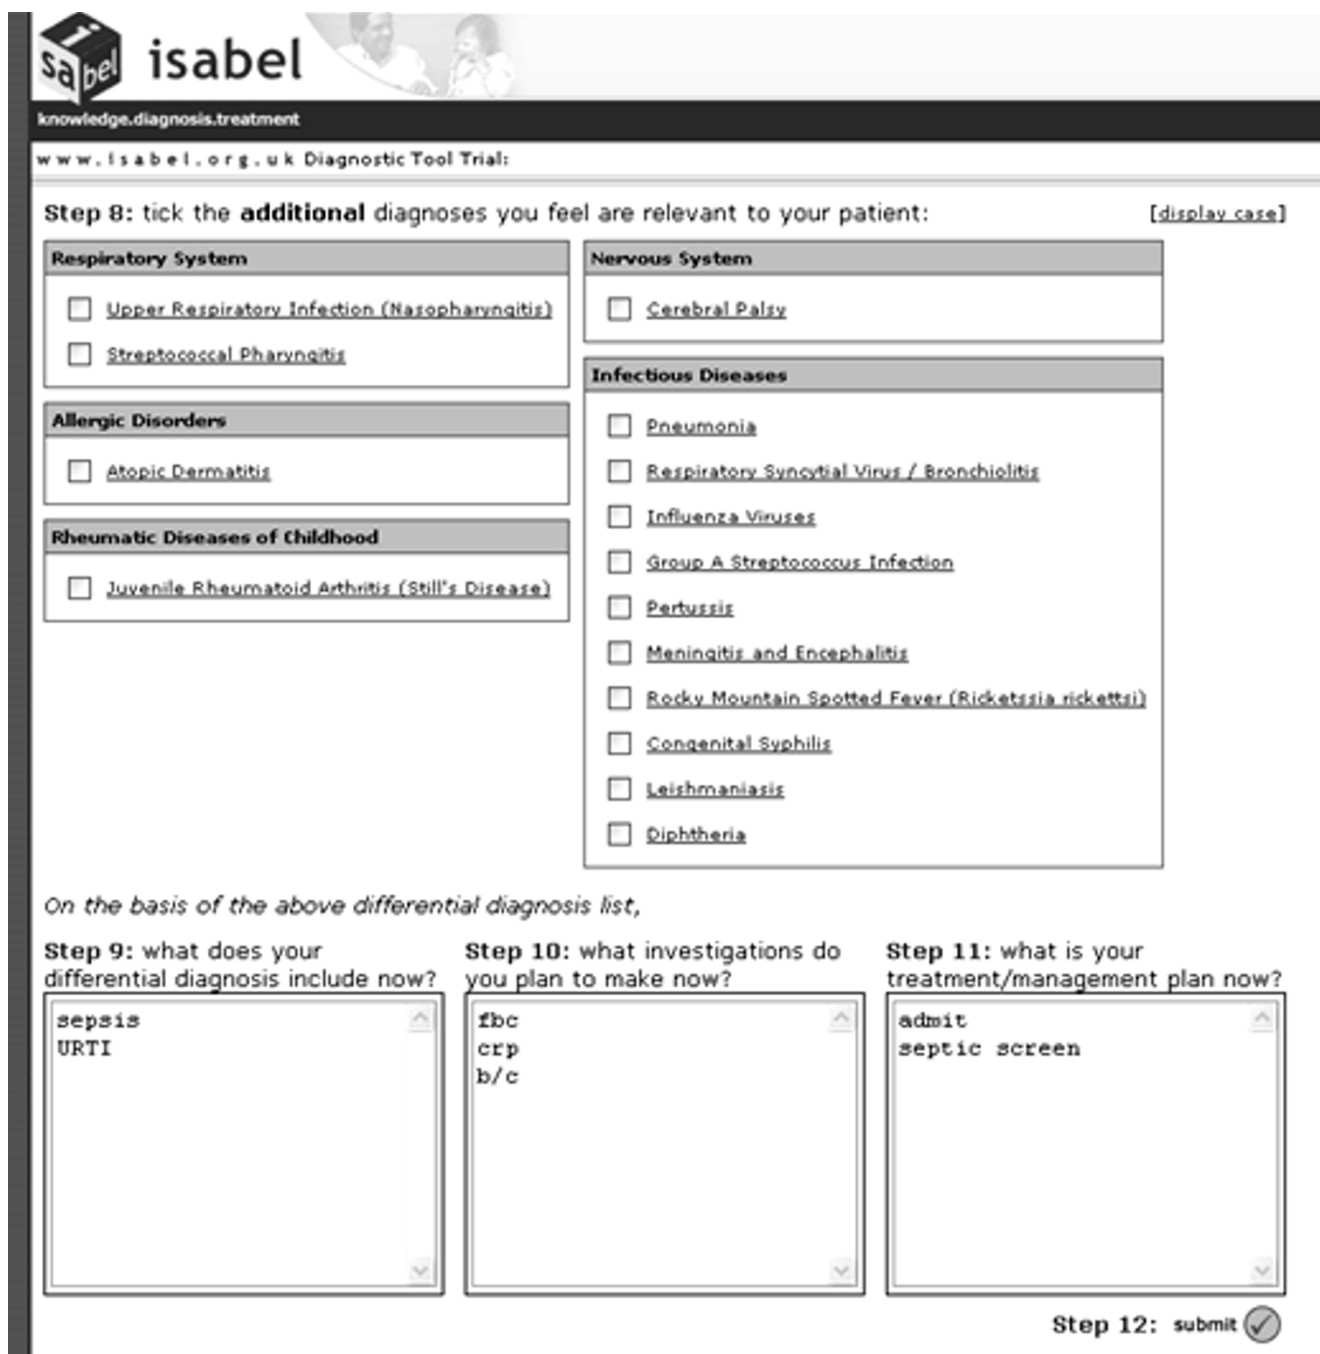 isabel
isabel
knowledge.diagnosis.treatment
www.isabel.org.uk Diagnostic Tool Trial:
Step 8: tick the additional diagnoses you feel are relevant to your patient:
[display case]
Respiratory System
Upper Respiratory Infection (Nasopharyngitis)
Streptococcal Pharyngitis
Allergic Disorders
Atopic Dermatitis
Rheumatic Diseases of Childhood
Juvenile Rheumatoid Arthritis (Still's Disease)
Nervous System
Cerebral Palsy
Infectious Diseases
Pneumonia
Respiratory Syncytial Virus / Bronchiolitis
Influenza Viruses
Group A Streptococcus Infection
Pertussis
Meningitis and Encephalitis
Rocky Mountain Spotted Fever (Ricketssia rickettsi)
Congenital Syphilis
Leishmaniasis
Diphtheria
On the basis of the above differential diagnosis list,
Step 9: what does your
differential diagnosis include now?
sepsis
URTI
Step 10: what investigations do
you plan to make now?
fbc
crp
b/c
Step 11: what is your
treatment/management plan now?
admit
septic screen
Step 12: submit